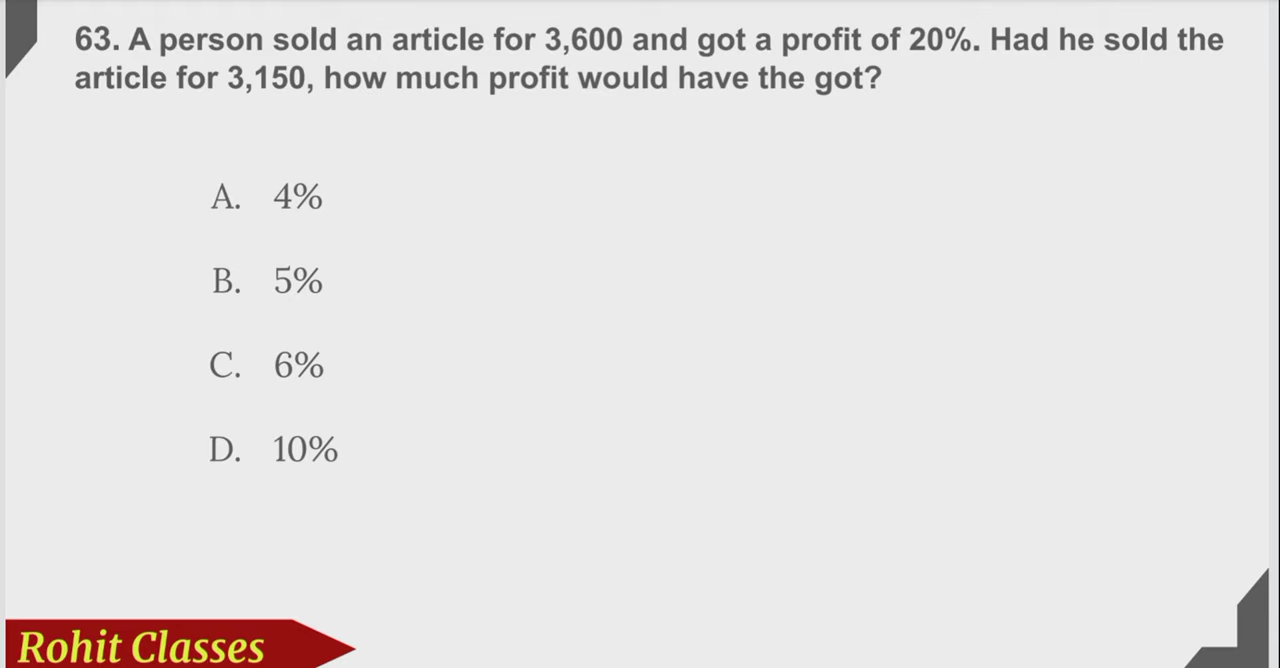 63. A person sold an article for 3,600 and got a profit of 20%. Had he sold the
article for 3,150, how much profit would have the got?
A. 4%
B. 5%
C. 6%
D. 10%
Rohit Classes